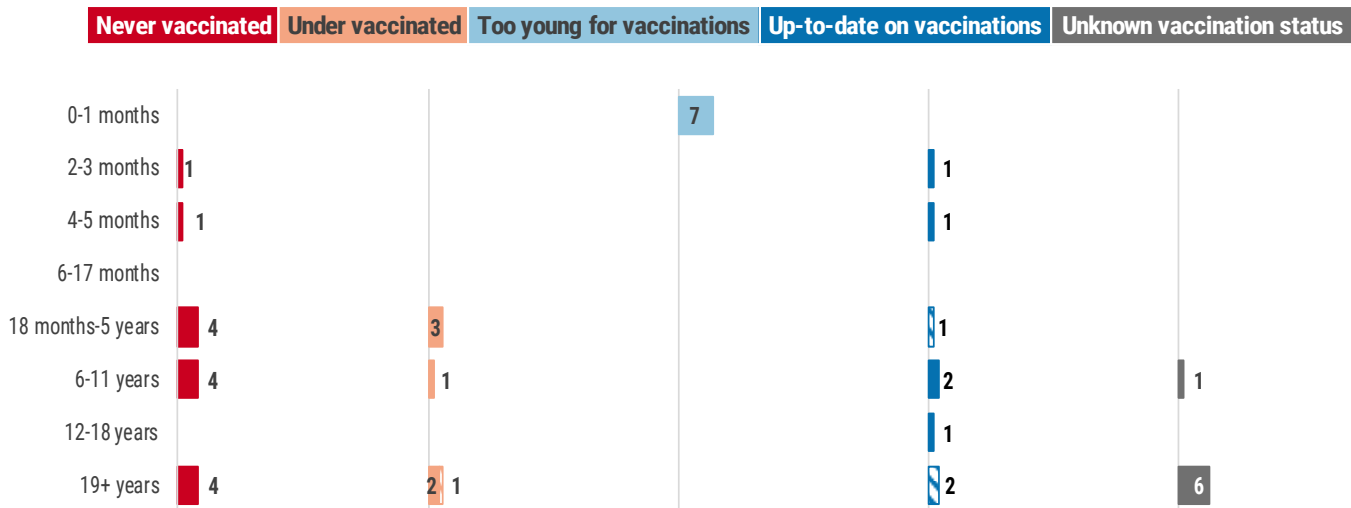 Never vaccinated Under vaccinated Too young for vaccinations Up-to-date on vaccinations Unknown vaccination status
0-1 months 7
2-3 months 1 1
4-5 months 1 1
6-17 months
18 months-5 years 4 3 1
6-11 years 4 1 2 1
12-18 years 1
19+ years 4 2 1 2 6